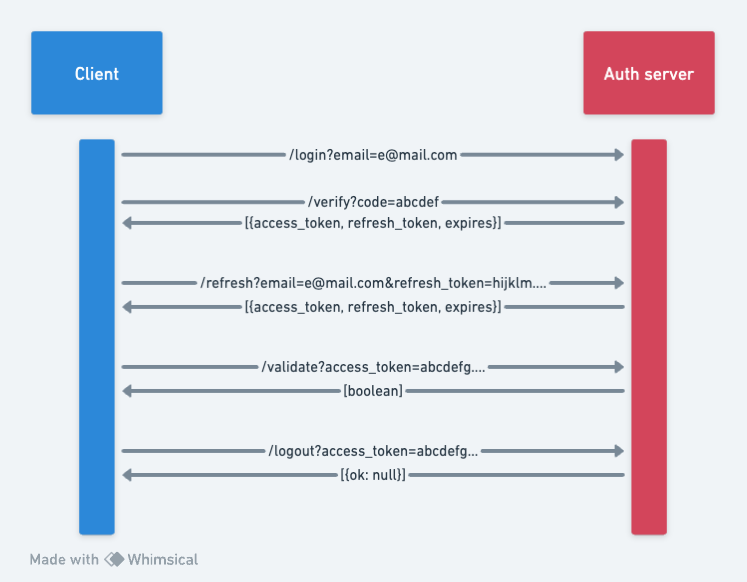 Client
Auth server
/login?email=e@mail.com
/verify?code=abcdef
[{access_token, refresh_token, expires}]
/refresh?email=e@mail.com&refresh_token=hijklm....
[{access_token, refresh_token, expires}]
/validate?access_token=abcdefg....
[boolean]
/logout?access_token=abcdefg...
[{ok: null}]
Made with Whimsical